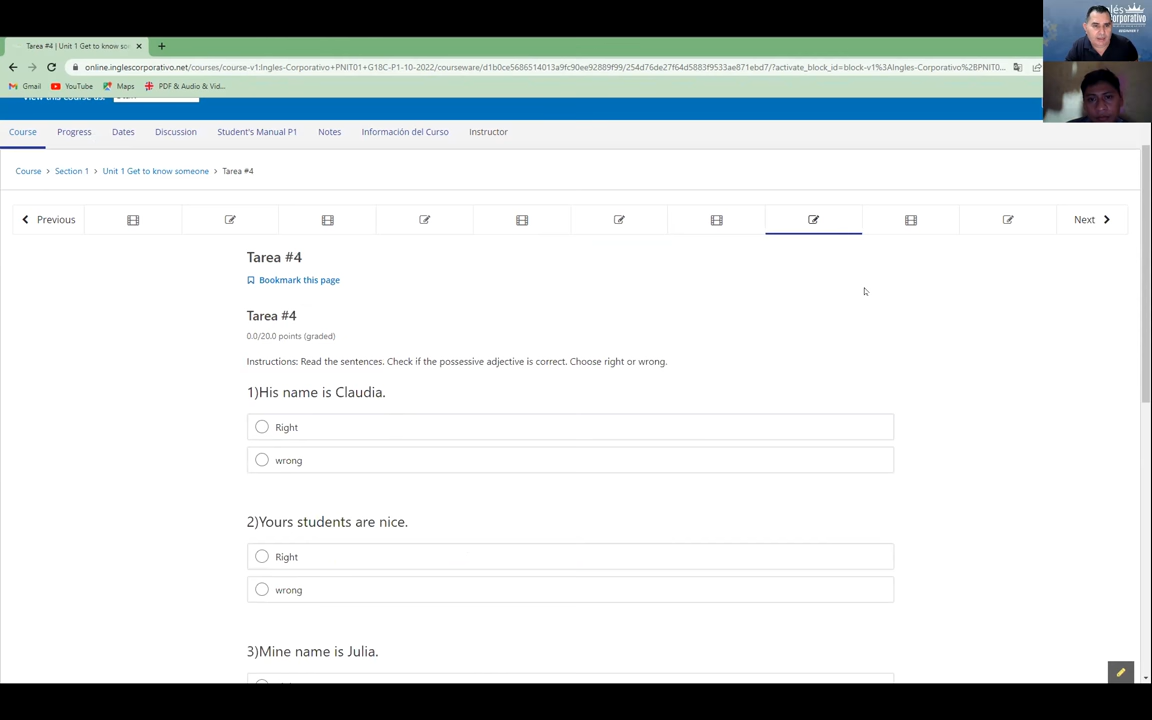 Tarea #4 | Unit 1 Get to know so
online.inglescorporativo.net/courses/course-v1:Ingles-Corporativo+PNIT01+G18C-P1-10-2022/courseware/d1b0ce5686514013a9fc90ee92889f99/254d76de27f64d5883f9533ae871ebd7/?activate_block_id=block-v1%3AIngles-Corporativo%2BPNIT0...
Gmail YouTube Maps PDF & Audio & Vid...
View this course as:
Course Progress Dates Discussion Student's Manual P1 Notes Información del Curso Instructor
Course > Section 1 > Unit 1 Get to know someone > Tarea #4
Previous Next
Tarea #4
Bookmark this page
Tarea #4
0.0/20.0 points (graded)
Instructions: Read the sentences. Check if the possessive adjective is correct. Choose right or wrong.
1)His name is Claudia.
Right
wrong
2)Yours students are nice.
Right
wrong
3)Mine name is Julia.